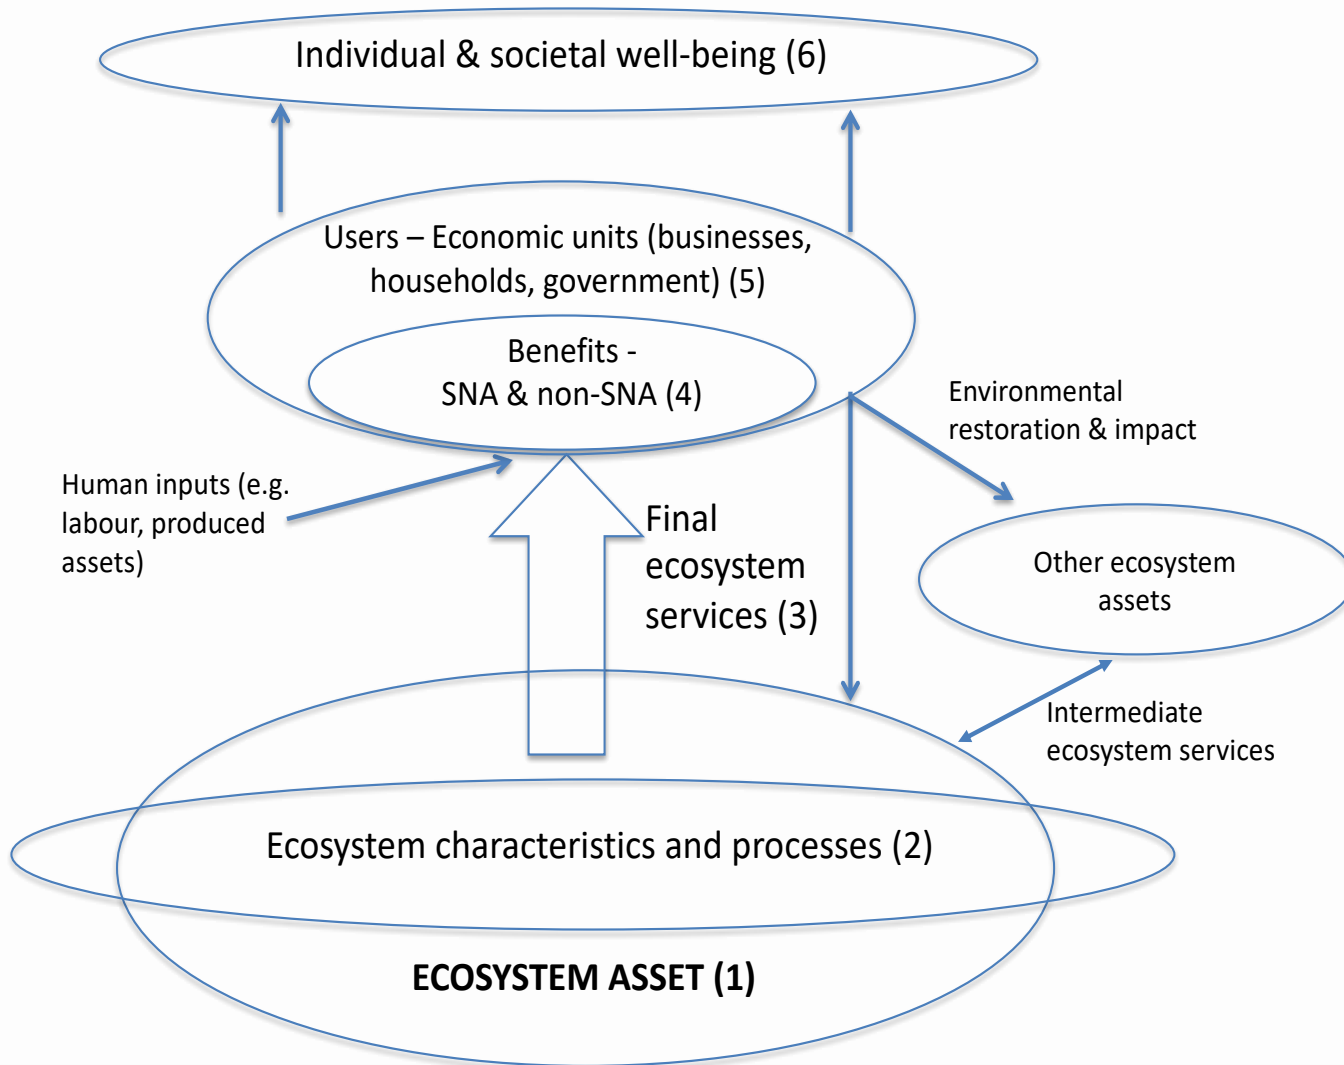 Individual & societal well-being (6)
Users – Economic units (businesses,
households, government) (5)
Benefits -
SNA & non-SNA (4)
Environmental
restoration & impact
Human inputs (e.g.
labour, produced
assets)
Final
ecosystem
services (3)
Other ecosystem
assets
Intermediate
ecosystem services
Ecosystem characteristics and processes (2)
ECOSYSTEM ASSET (1)